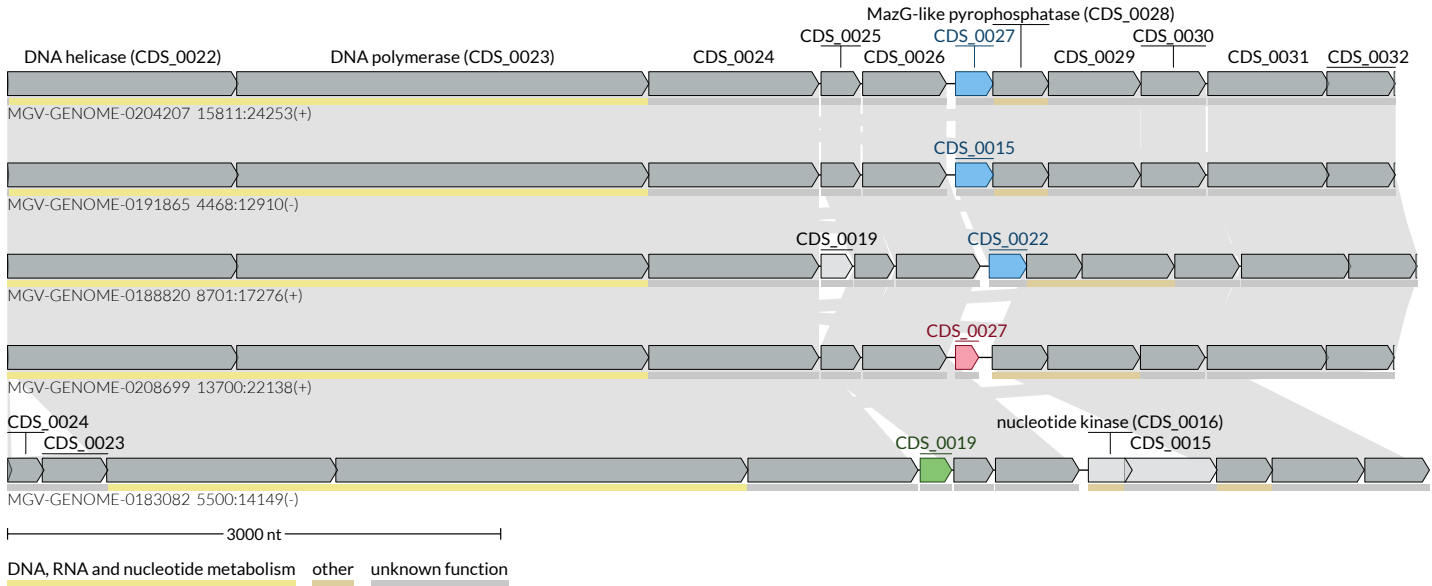 MazG-like pyrophosphatase (CDS_0028)
CDS_0025 CDS_0027 CDS_0030
DNA helicase (CDS_0022) DNA polymerase (CDS_0023) CDS_0024 CDS_0026 CDS_0029 CDS_0031 CDS_0032
MGV-GENOME-0204207 15811:24253(+)
CDS_0015
MGV-GENOME-0191865 4468:12910(-)
CDS_0019 CDS_0022
MGV-GENOME-0188820 8701:17276(+)
CDS_0027
MGV-GENOME-0208699 13700:22138(+)
CDS_0024 nucleotide kinase (CDS_0016)
CDS_0023 CDS_0019 CDS_0015
MGV-GENOME-0183082 5500:14149(-)
3000 nt
DNA, RNA and nucleotide metabolism other unknown function